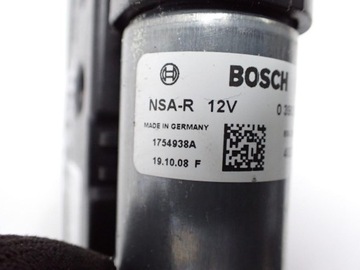 BOSCH
NSA-R 12V
MADE IN GERMANY
1754938A
19.10.08 F